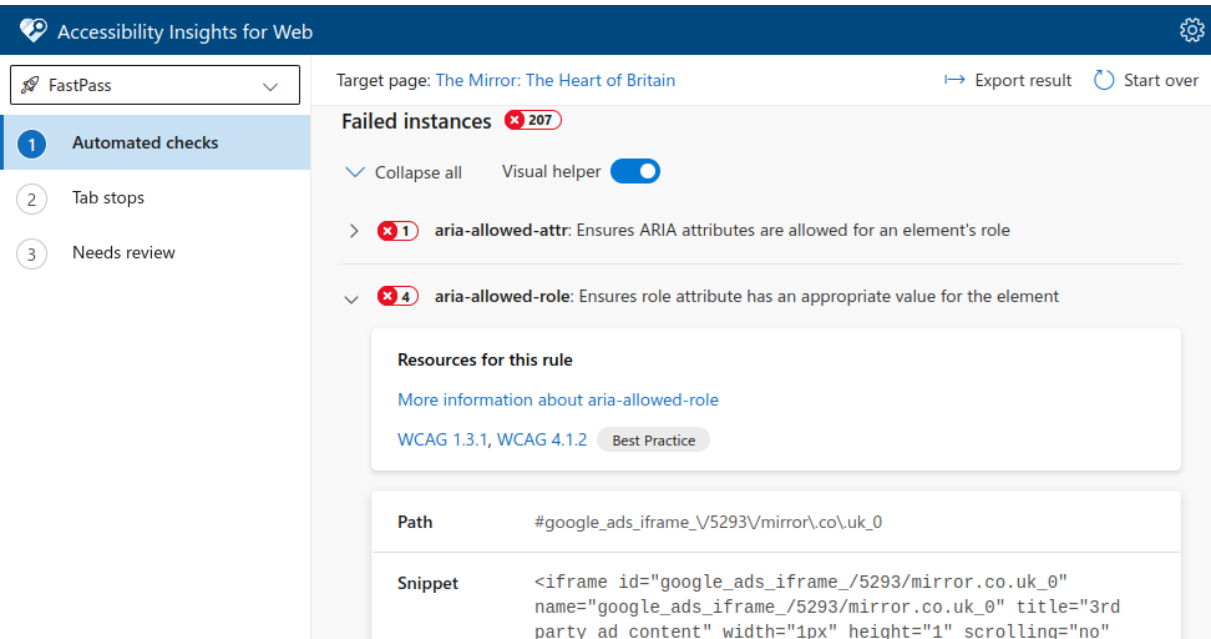 Accessibility Insights for Web
FastPass
Target page: The Mirror: The Heart of Britain
Export result
Start over
1 Automated checks
2 Tab stops
3 Needs review
Failed instances 207
Collapse all
Visual helper
1 aria-allowed-attr: Ensures ARIA attributes are allowed for an element's role
4 aria-allowed-role: Ensures role attribute has an appropriate value for the element
Resources for this rule
More information about aria-allowed-role
WCAG 1.3.1, WCAG 4.1.2 Best Practice
Path #google_ads_iframe_\/5293\/mirror\.co\.uk_0
Snippet <iframe id="google_ads_iframe_/5293/mirror.co.uk_0"
name="google_ads_iframe_/5293/mirror.co.uk_0" title="3rd
party ad content" width="1px" height="1" scrolling="no"